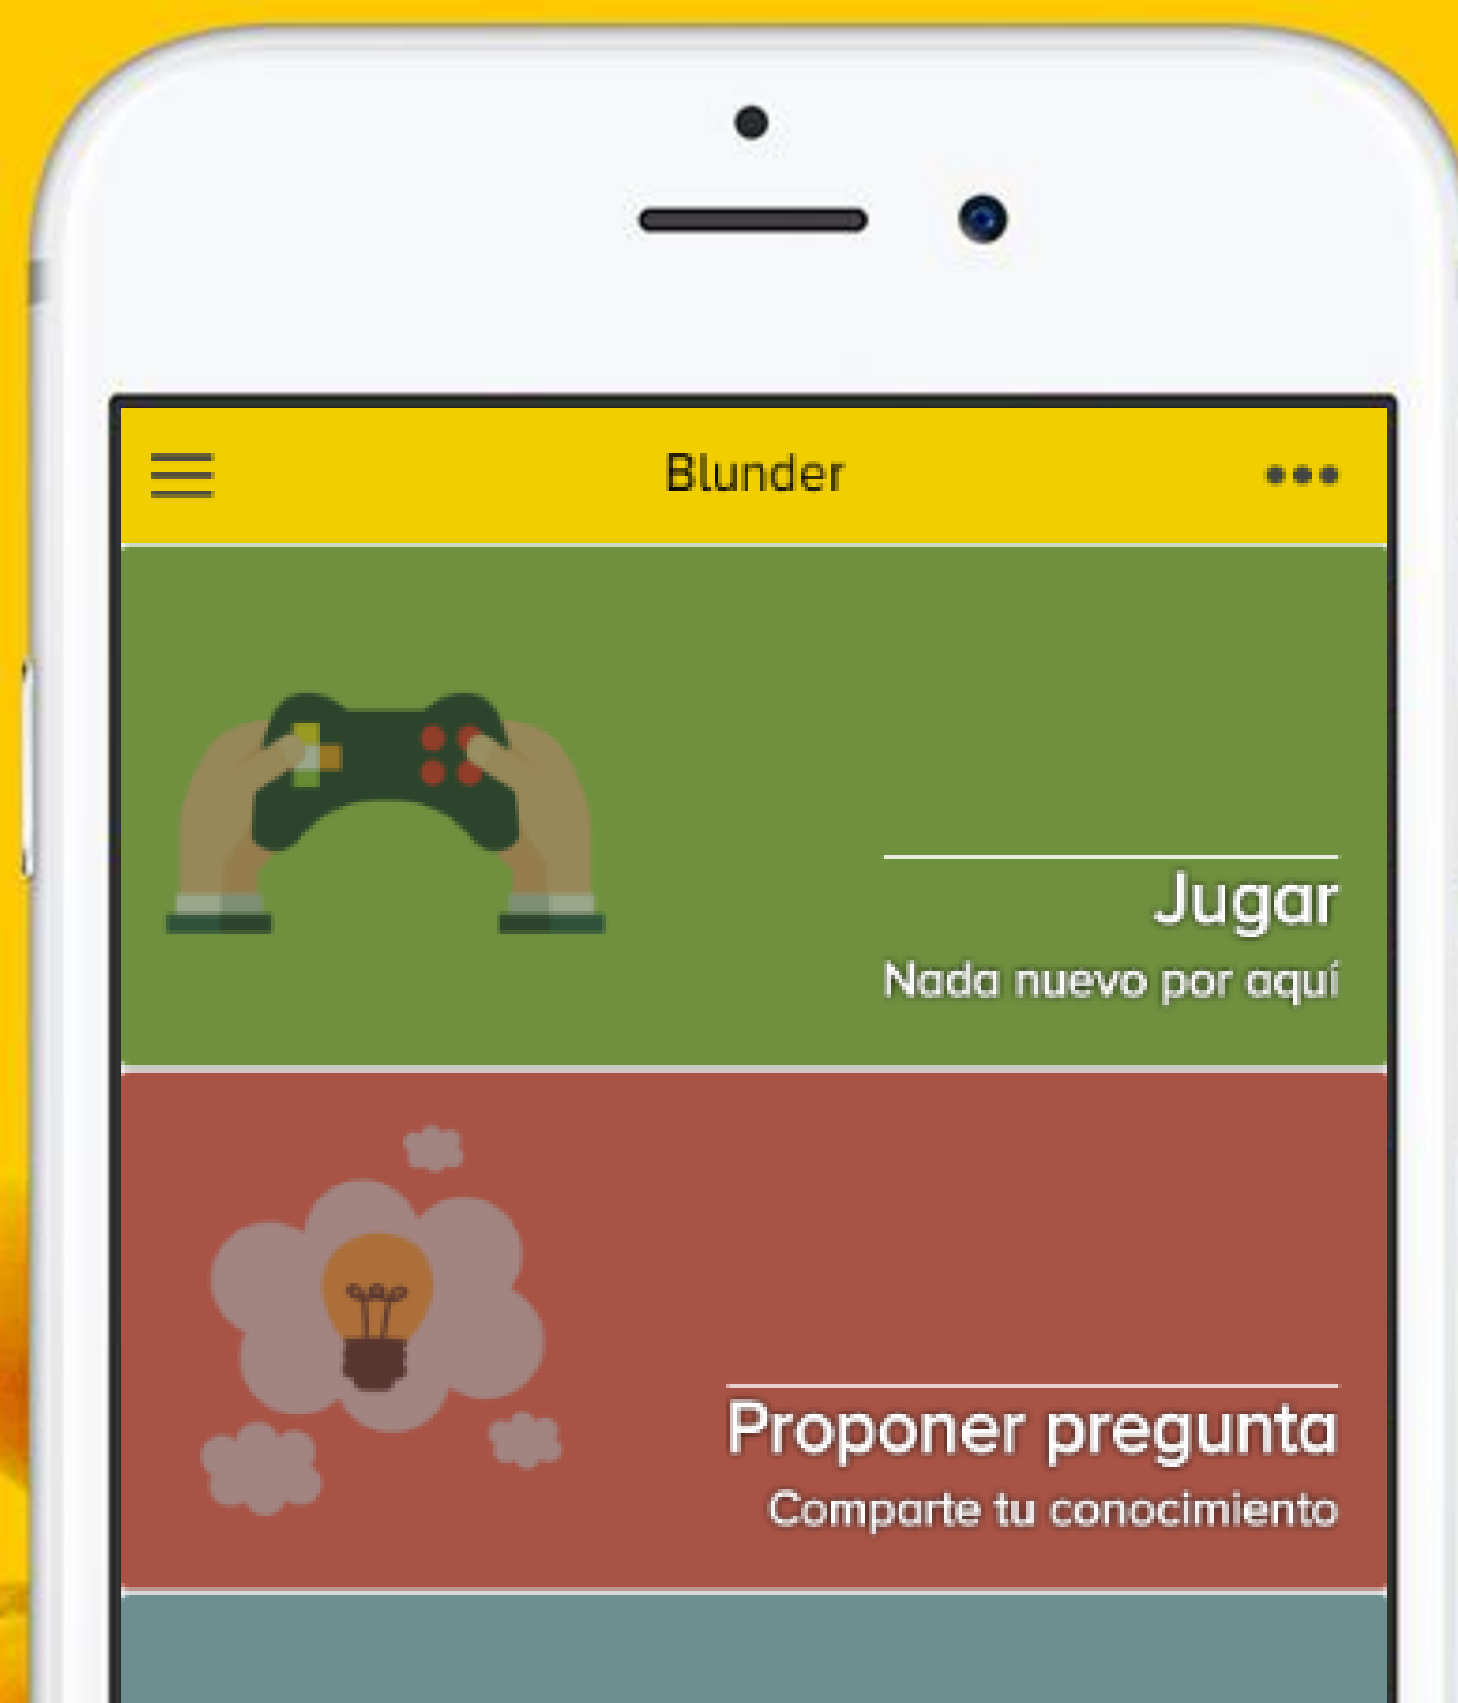 Blunder
Jugar
Nada nuevo por aquí
Proponer pregunta
Comparte tu conocimiento